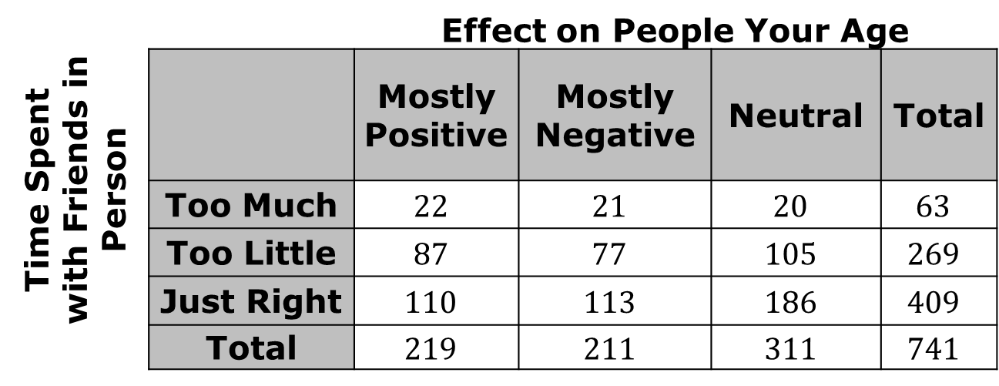 Effect on People Your Age
Time Spent
with Friends in
Person
Mostly Positive Mostly Negative Neutral Total
Too Much 22 21 20 63
Too Little 87 77 105 269
Just Right 110 113 186 409
Total 219 211 311 741